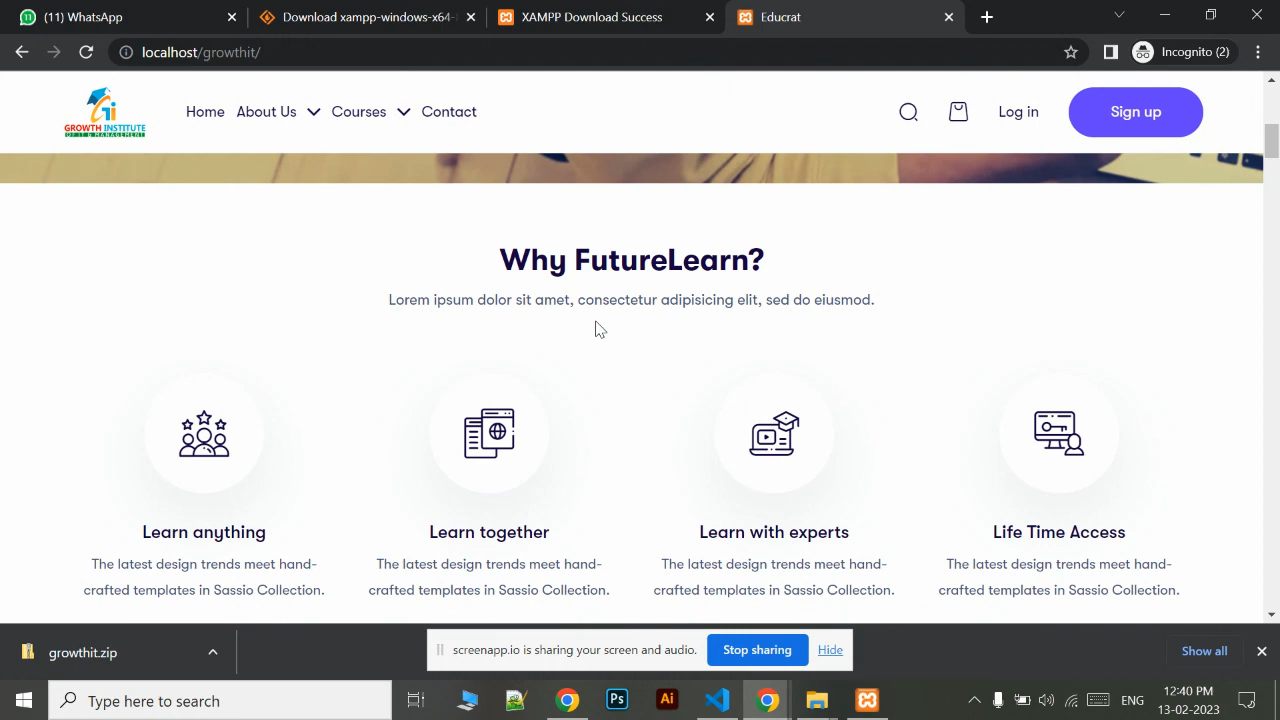 (11) WhatsApp
Download xampp-windows-x64-
XAMPP Download Success
Educrat
localhost/growthit/
Incognito (2)
GROWTH INSTITUTE
OF IT & MANAGEMENT
Home
About Us
Courses
Contact
Log in
Sign up
Why FutureLearn?
Lorem ipsum dolor sit amet, consectetur adipisicing elit, sed do eiusmod.
Learn anything
The latest design trends meet hand-
crafted templates in Sassio Collection.
Learn together
The latest design trends meet hand-
crafted templates in Sassio Collection.
Learn with experts
The latest design trends meet hand-
crafted templates in Sassio Collection.
Life Time Access
The latest design trends meet hand-
crafted templates in Sassio Collection.
growthit.zip
screenapp.io is sharing your screen and audio.
Stop sharing
Hide
Show all
Type here to search
Ps
Ai
ENG
12:40 PM
13-02-2023